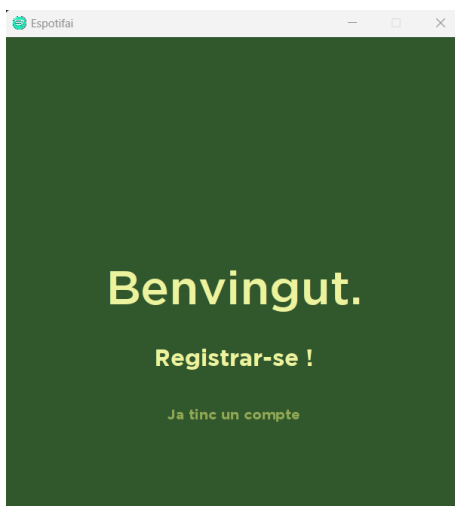 Espotifai
Benvingut.
Registrar-se !
Ja tinc un compte